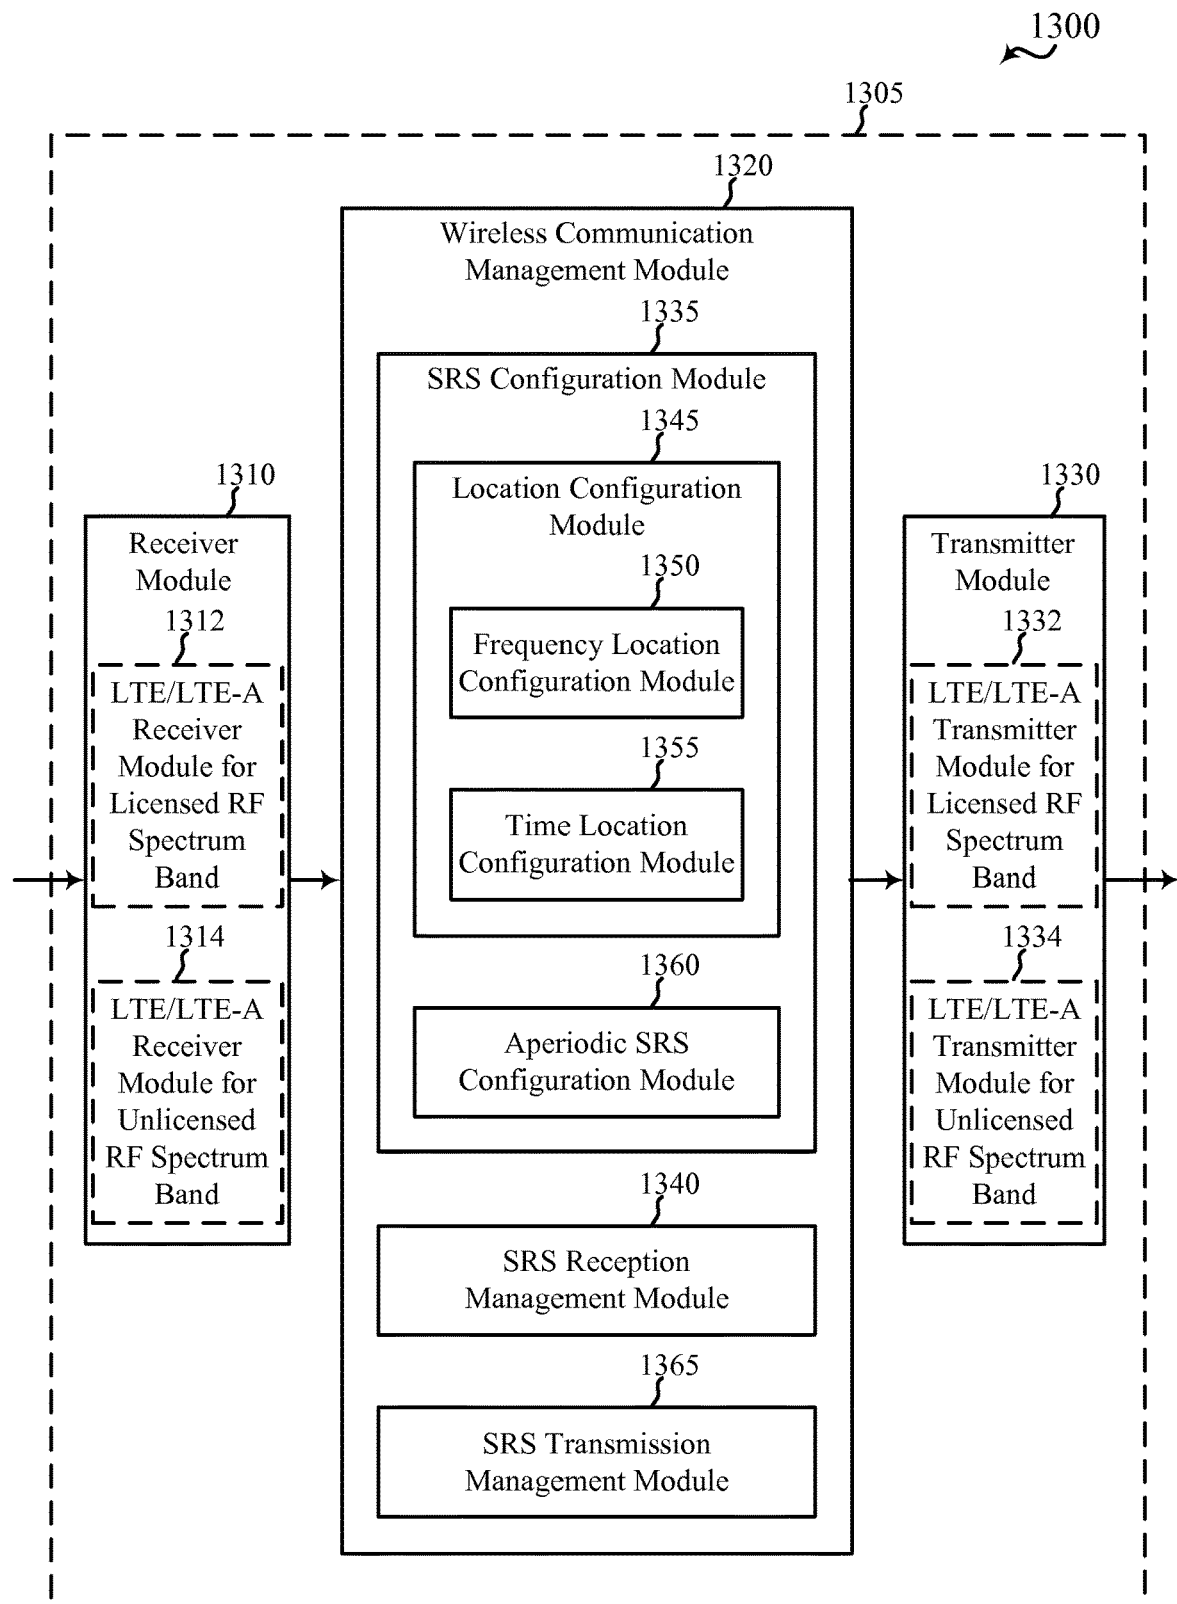 1300
1305
1320
Wireless Communication
Management Module
1335
SRS Configuration Module
1345
Location Configuration
Module
1350
Frequency Location
Configuration Module
1355
Time Location
Configuration Module
1360
Aperiodic SRS
Configuration Module
1340
SRS Reception
Management Module
1365
SRS Transmission
Management Module
1310
Receiver
Module
1312
LTE/LTE-A
Receiver
Module for
Licensed RF
Spectrum
Band
1314
LTE/LTE-A
Receiver
Module for
Unlicensed
RF Spectrum
Band
1330
Transmitter
Module
1332
LTE/LTE-A
Transmitter
Module for
Licensed RF
Spectrum
Band
1334
LTE/LTE-A
Transmitter
Module for
Unlicensed
RF Spectrum
Band